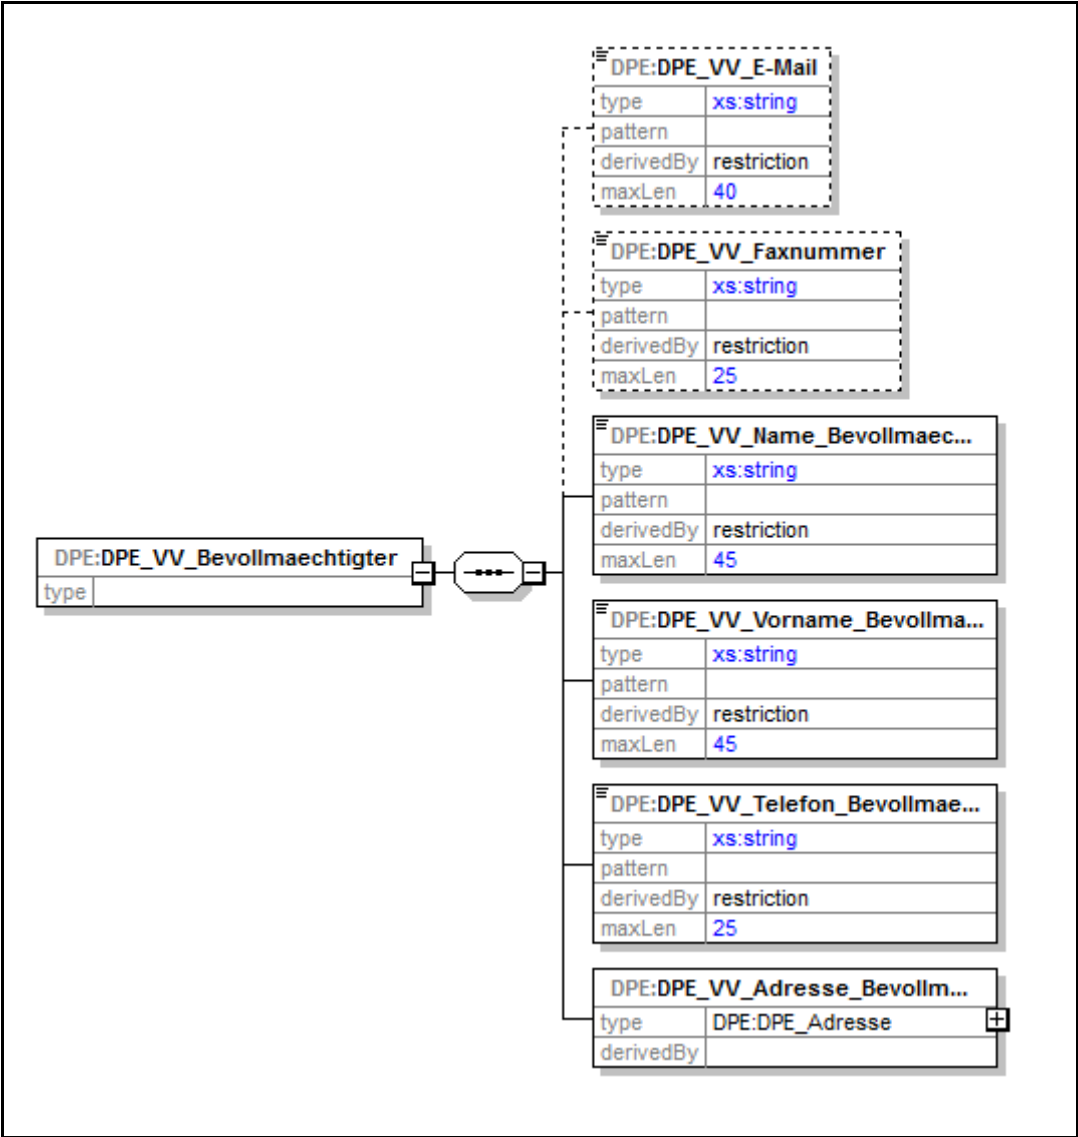 DPE:DPE_VV_E-Mail
type xs:string
pattern
derivedBy restriction
maxLen 40
DPE:DPE_VV_Faxnummer
type xs:string
pattern
derivedBy restriction
maxLen 25
DPE:DPE_VV_Name_Bevollmaec...
type xs:string
pattern
derivedBy restriction
maxLen 45
DPE:DPE_VV_Bevollmaechtigter
type
DPE:DPE_VV_Vorname_Bevollma...
type xs:string
pattern
derivedBy restriction
maxLen 45
DPE:DPE_VV_Telefon_Bevollmae...
type xs:string
pattern
derivedBy restriction
maxLen 25
DPE:DPE_VV_Adresse_Bevollm...
type DPE:DPE_Adresse
derivedBy